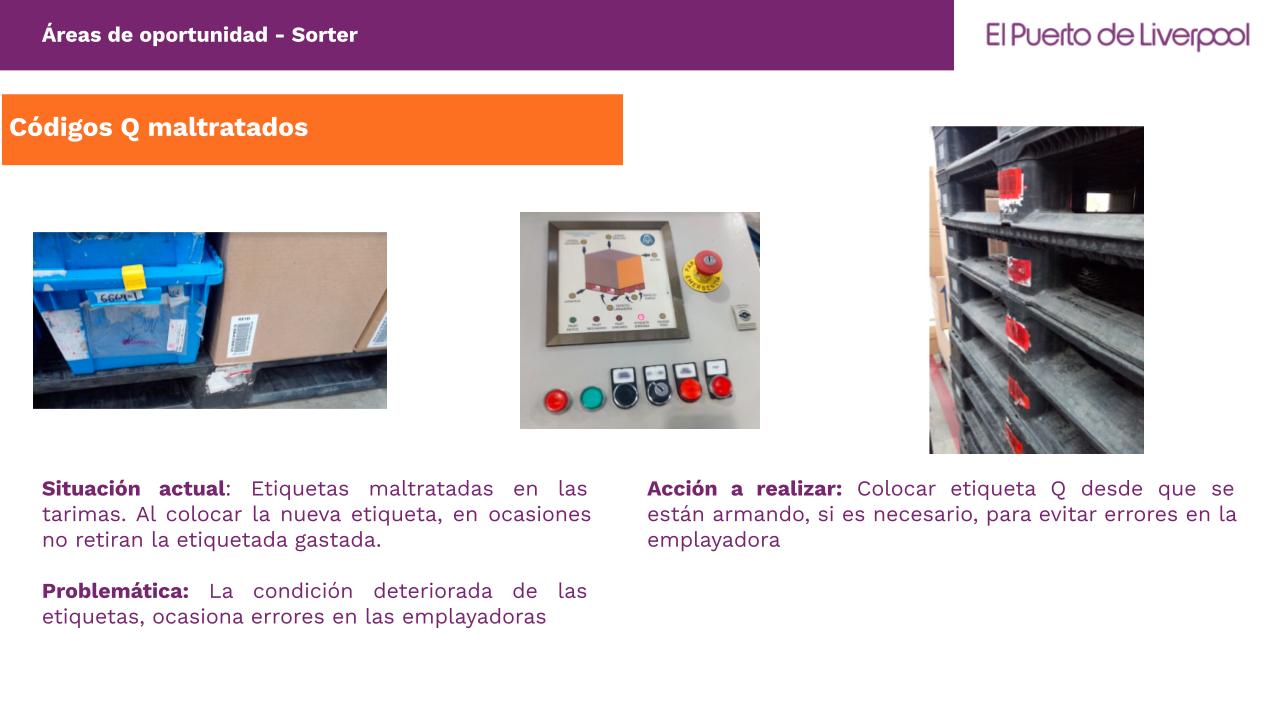 Áreas de oportunidad - Sorter
El Puerto de Liverpool
Códigos Q maltratados
6664-1
Situación actual: Etiquetas maltratadas en las
tarimas. Al colocar la nueva etiqueta, en ocasiones
no retiran la etiquetada gastada.
Problemática: La condición deteriorada de las
etiquetas, ocasiona errores en las emplayadoras
Acción a realizar: Colocar etiqueta Q desde que se
están armando, si es necesario, para evitar errores en la
emplayadora